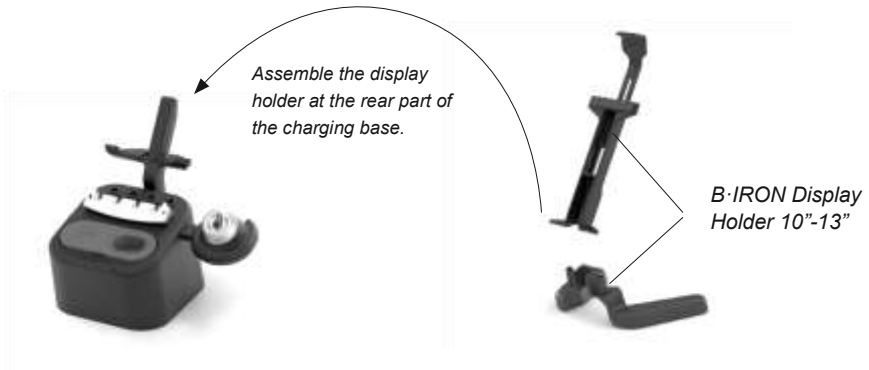 Assemble the display
holder at the rear part of
the charging base.
B·IRON Display
Holder 10”-13”